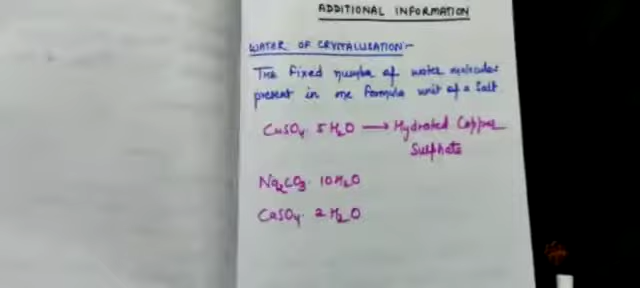 ADDITIONAL INFORMATION
WATER OF CRYSTALLISATION:-
The fixed number of water molecules
present in one formula unit of a salt
CuSO4. 5H2O → Hydrated Copper
Sulphate
Na2CO3. 10H2O
CaSO4. 2H2O